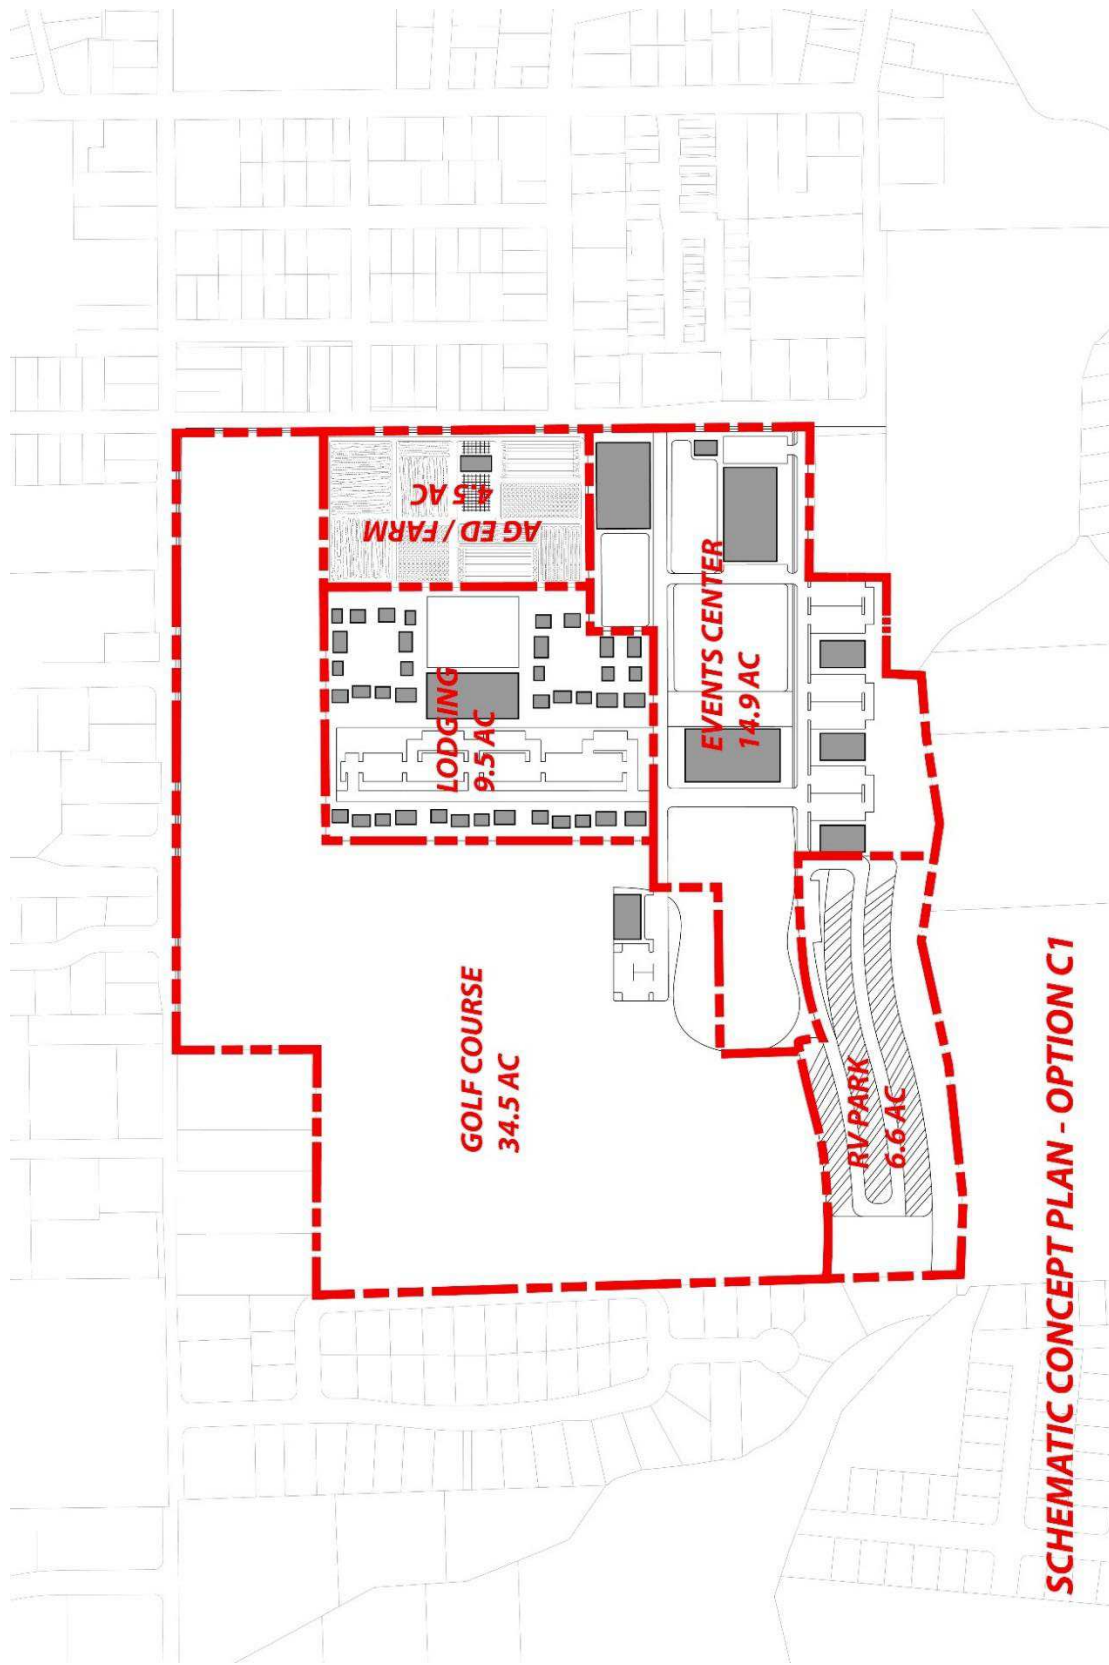 AG ED / FARM
4.5 AC
LODGING
9.5 AC
EVENTS CENTER
14.9 AC
GOLF COURSE
34.5 AC
RV PARK
6.6 AC
SCHEMATIC CONCEPT PLAN - OPTION C1